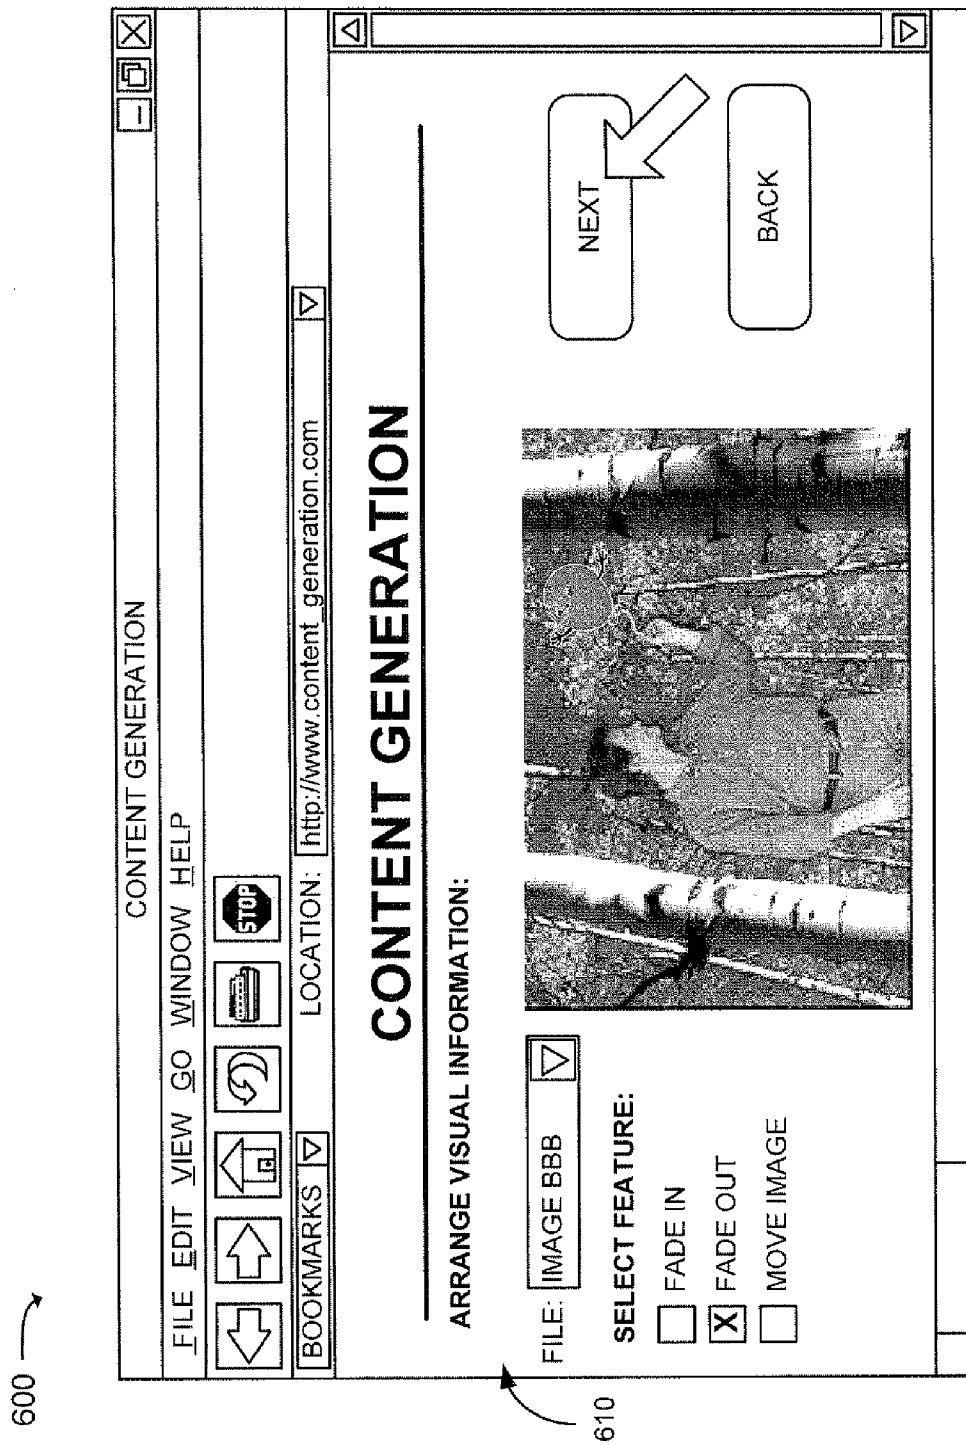 600
CONTENT GENERATION
FILE EDIT VIEW GO WINDOW HELP
STOP
BOOKMARKS LOCATION: http://www.content_generation.com
CONTENT GENERATION
ARRANGE VISUAL INFORMATION:
610
FILE: IMAGE BBB
SELECT FEATURE:
FADE IN
X FADE OUT
MOVE IMAGE
NEXT
BACK